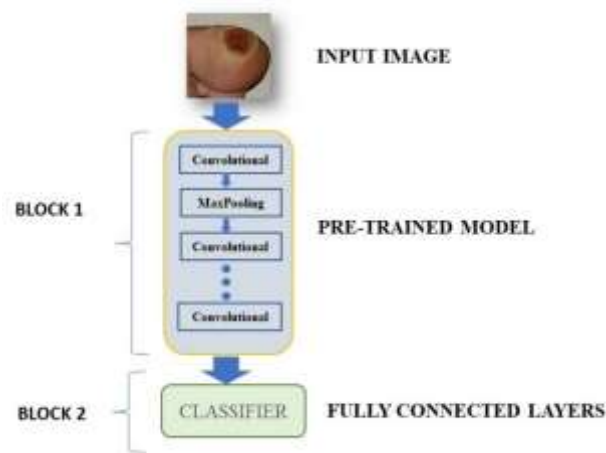 INPUT IMAGE
Convolutional
MaxPooling
BLOCK 1
PRE-TRAINED MODEL
Convolutional
Convolutional
BLOCK 2
CLASSIFIER
FULLY CONNECTED LAYERS